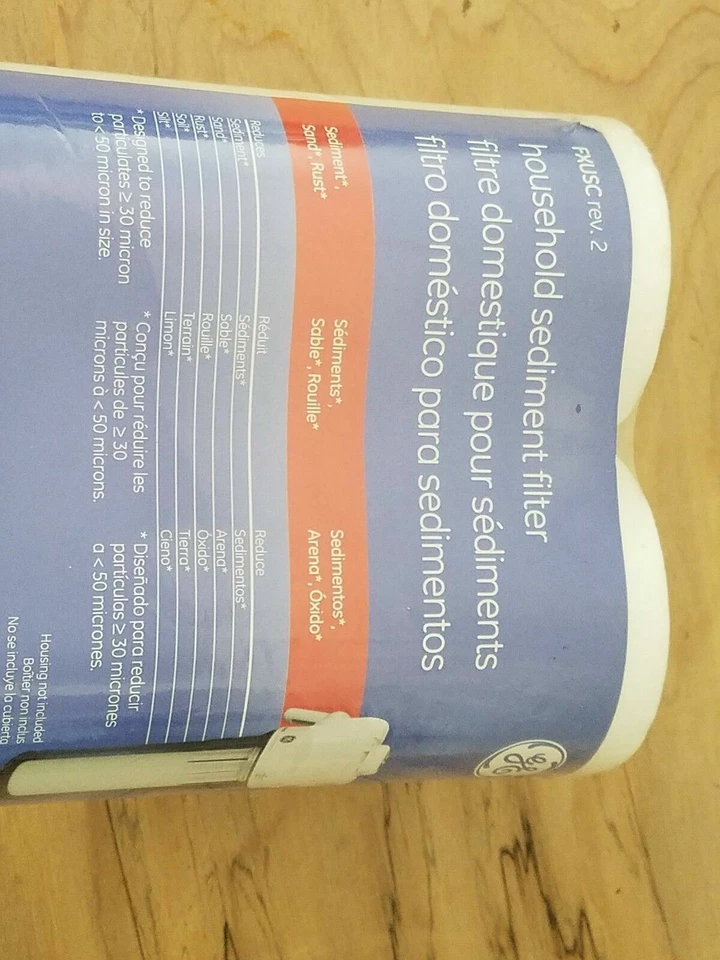 FXUSC rev. 2
household sediment filter
filtre domestique pour sédiments
filtro doméstico para sedimentos
GE
Sediment*,
Sand*, Rust*
Sédiments*,
Sable*, Rouille*
Sedimentos*,
Arena*, Óxido*
Reduces
Sediment*
Sand*
Rust*
Soil*
Silt*
Réduit
Sédiments*
Sable*
Rouille*
Terrain*
Limon*
Reduce
Sedimentos*
Arena*
Óxido*
Tierra*
Cieno*
* Designed to reduce
particulates ≥ 30 micron
to <50 micron in size.
* Conçu pour réduire les
particules de ≥ 30
microns à < 50 microns.
* Diseñado para reducir
partículas ≥ 30 micrones
a < 50 micrones.
Housing not included
Boîtier non inclus
No se incluye la cubierta